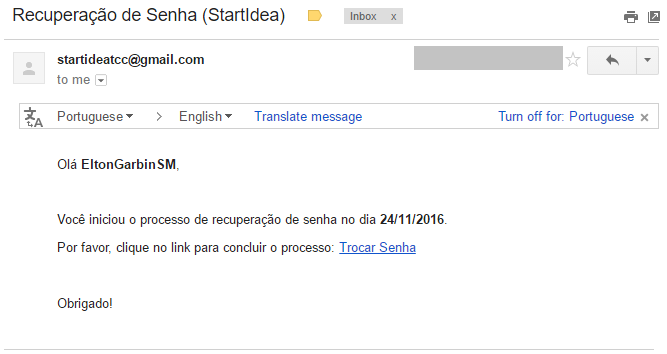 Recuperação de Senha (StartIdea) Inbox x
startideatcc@gmail.com
to me
Portuguese > English Translate message Turn off for: Portuguese x
Olá EltonGarbinSM,
Você iniciou o processo de recuperação de senha no dia 24/11/2016.
Por favor, clique no link para concluir o processo: Trocar Senha
Obrigado!